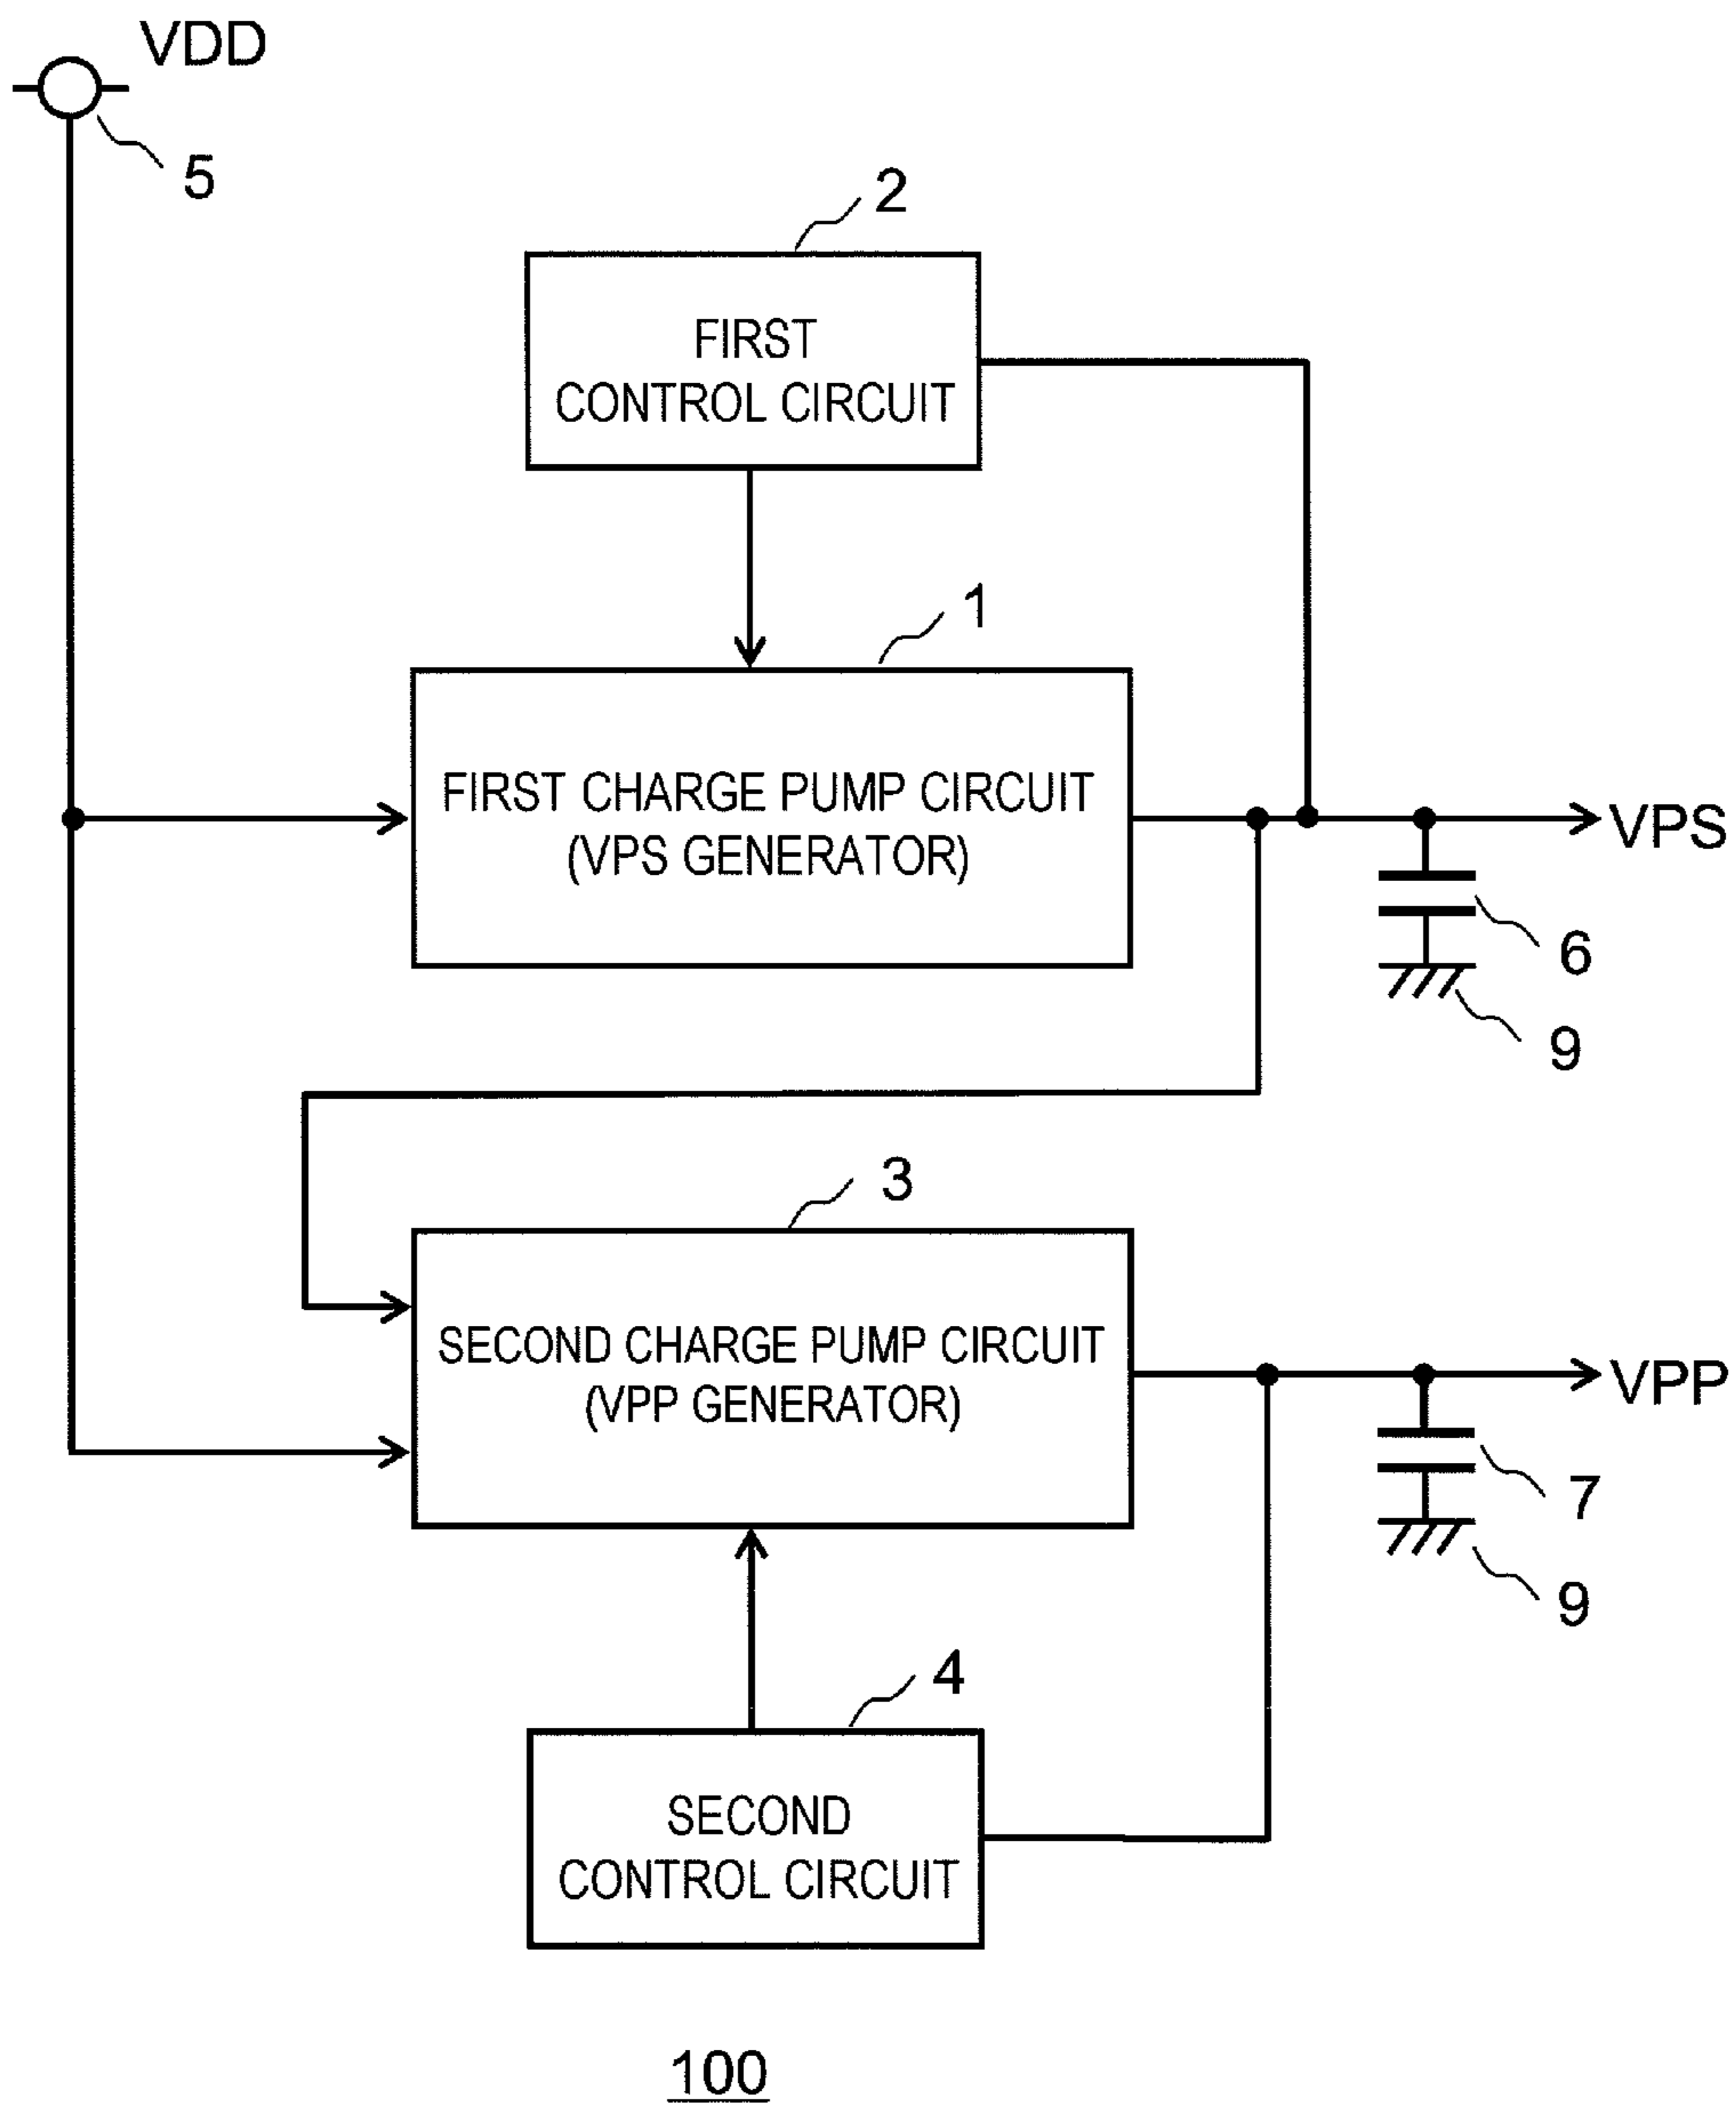 VDD
5
2
FIRST
CONTROL CIRCUIT
1
FIRST CHARGE PUMP CIRCUIT
(VPS GENERATOR)
VPS
6
9
3
SECOND CHARGE PUMP CIRCUIT
(VPP GENERATOR)
VPP
7
9
4
SECOND
CONTROL CIRCUIT
100